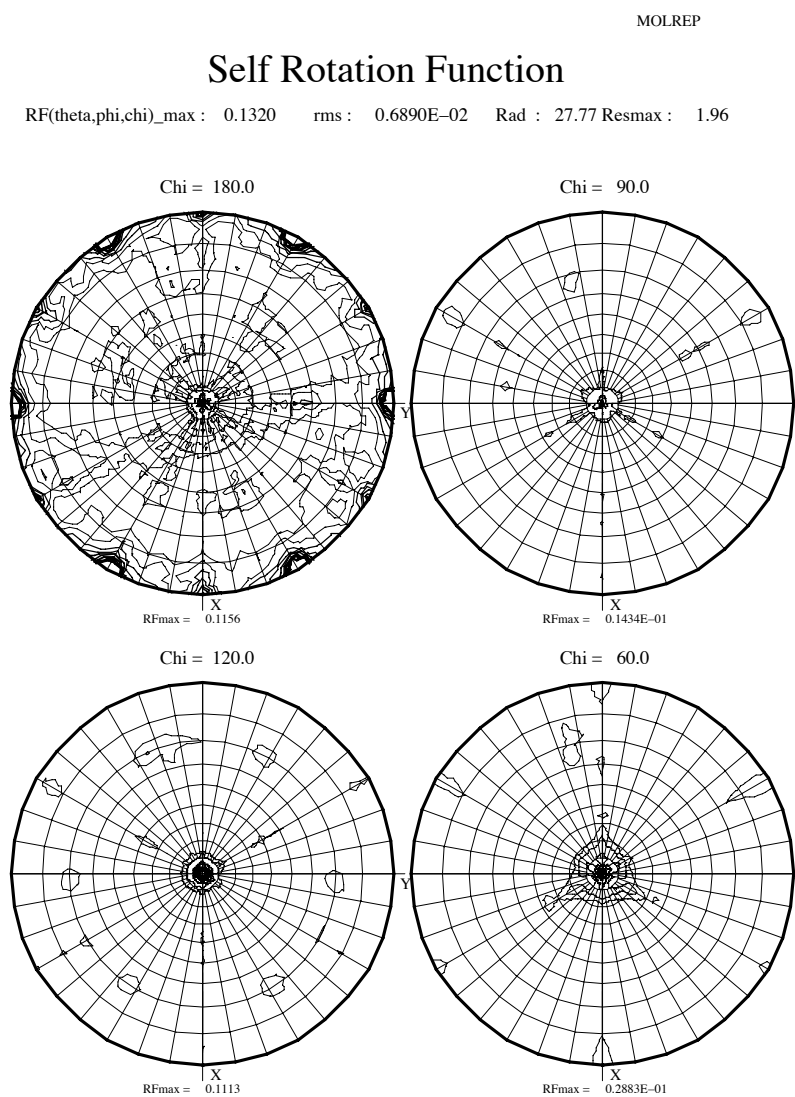 MOLREP
Self Rotation Function
RF(theta,phi,chi)_max : 0.1320 rms : 0.6890E–02 Rad : 27.77 Resmax : 1.96
Chi = 180.0 Chi = 90.0
Y
X X
RFmax = 0.1156 RFmax = 0.1434E–01
Chi = 120.0 Chi = 60.0
Y
X X
RFmax = 0.1113 RFmax = 0.2883E–01